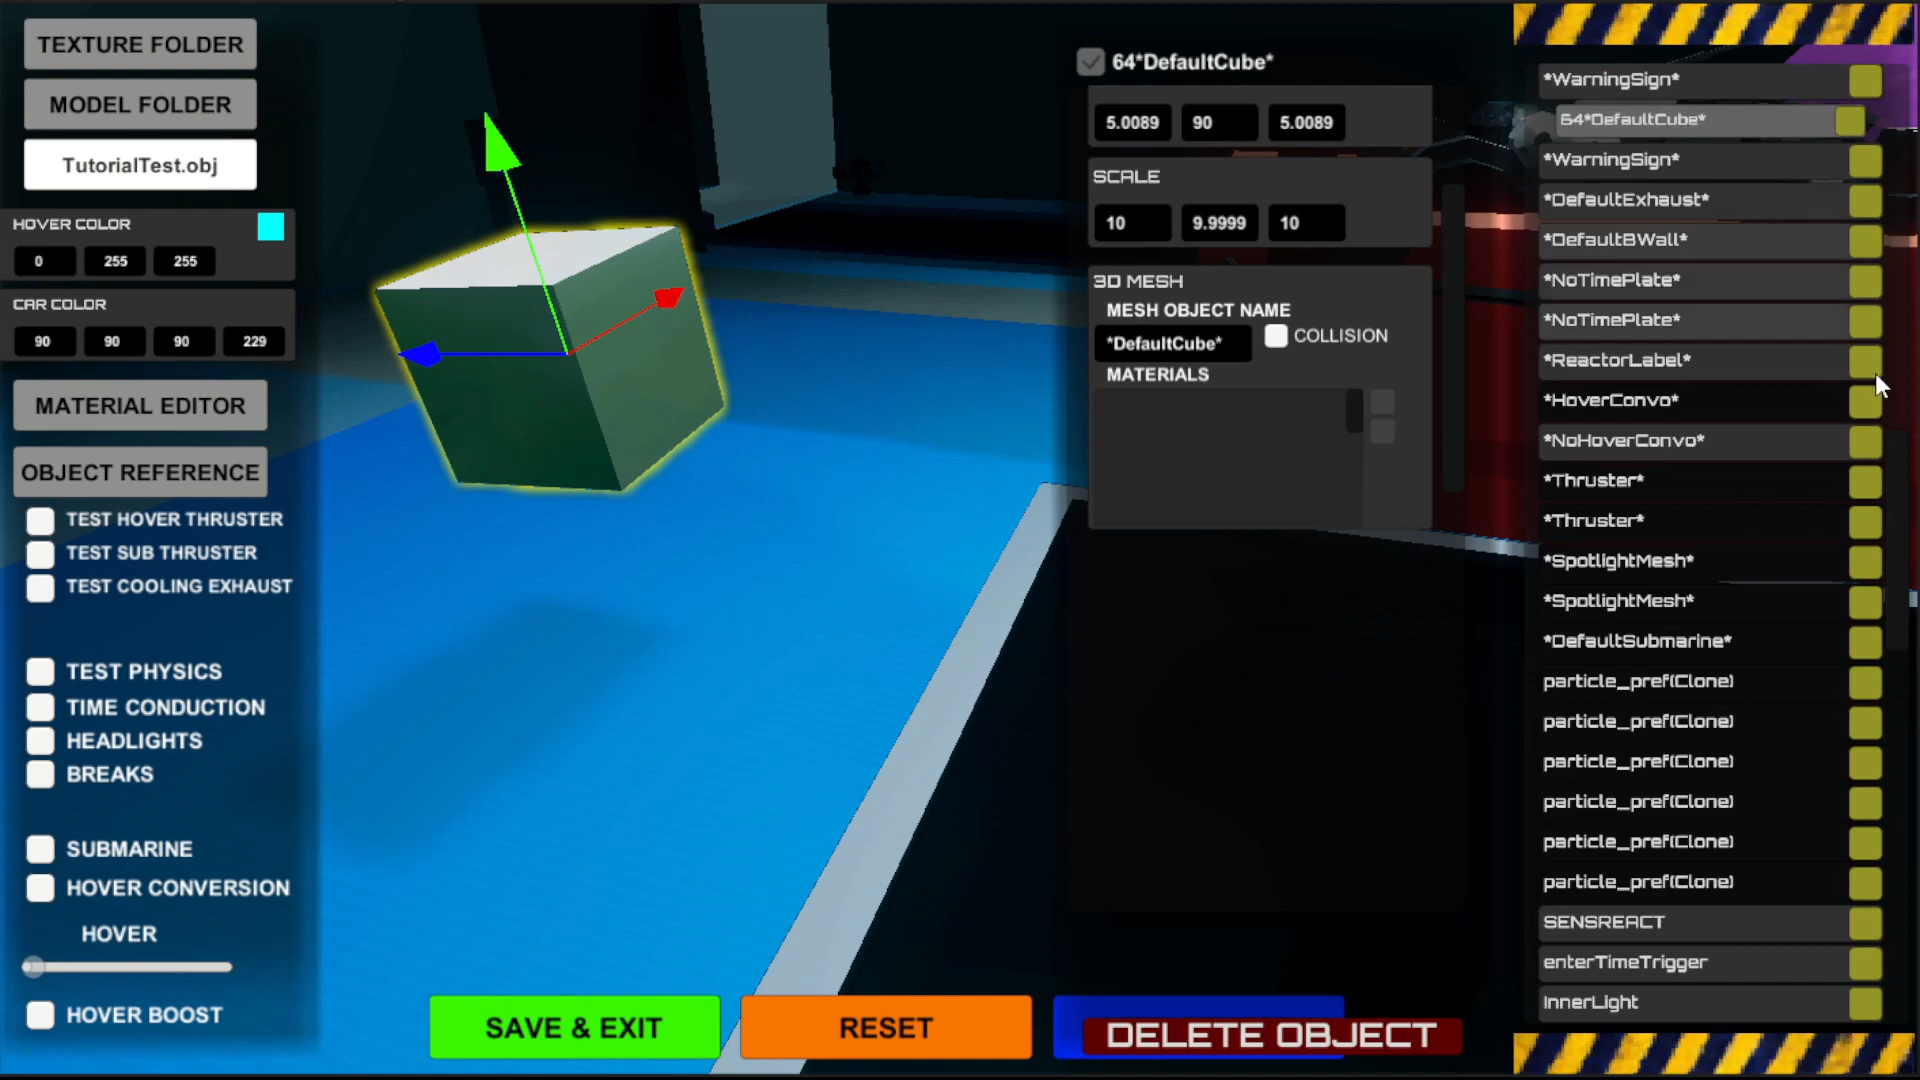 TEXTURE FOLDER
MODEL FOLDER
TutorialTest.obj
HOVER COLOR
0 255 255
CAR COLOR
90 90 90 229
MATERIAL EDITOR
OBJECT REFERENCE
TEST HOVER THRUSTER
TEST SUB THRUSTER
TEST COOLING EXHAUST
TEST PHYSICS
TIME CONDUCTION
HEADLIGHTS
BREAKS
SUBMARINE
HOVER CONVERSION
HOVER
HOVER BOOST
SAVE & EXIT
RESET
DELETE OBJECT
64*DefaultCube*
5.0089 90 5.0089
SCALE
10 9.9999 10
3D MESH
MESH OBJECT NAME
*DefaultCube* COLLISION
MATERIALS
*WarningSign*
64*DefaultCube*
*WarningSign*
*DefaultExhaust*
*DefaultBWall*
*NoTimePlate*
*NoTimePlate*
*ReactorLabel*
*HoverConvo*
*NoHoverConvo*
*Thruster*
*Thruster*
*SpotlightMesh*
*SpotlightMesh*
*DefaultSubmarine*
particle_pref(Clone)
particle_pref(Clone)
particle_pref(Clone)
particle_pref(Clone)
particle_pref(Clone)
particle_pref(Clone)
SENSREACT
enterTimeTrigger
InnerLight